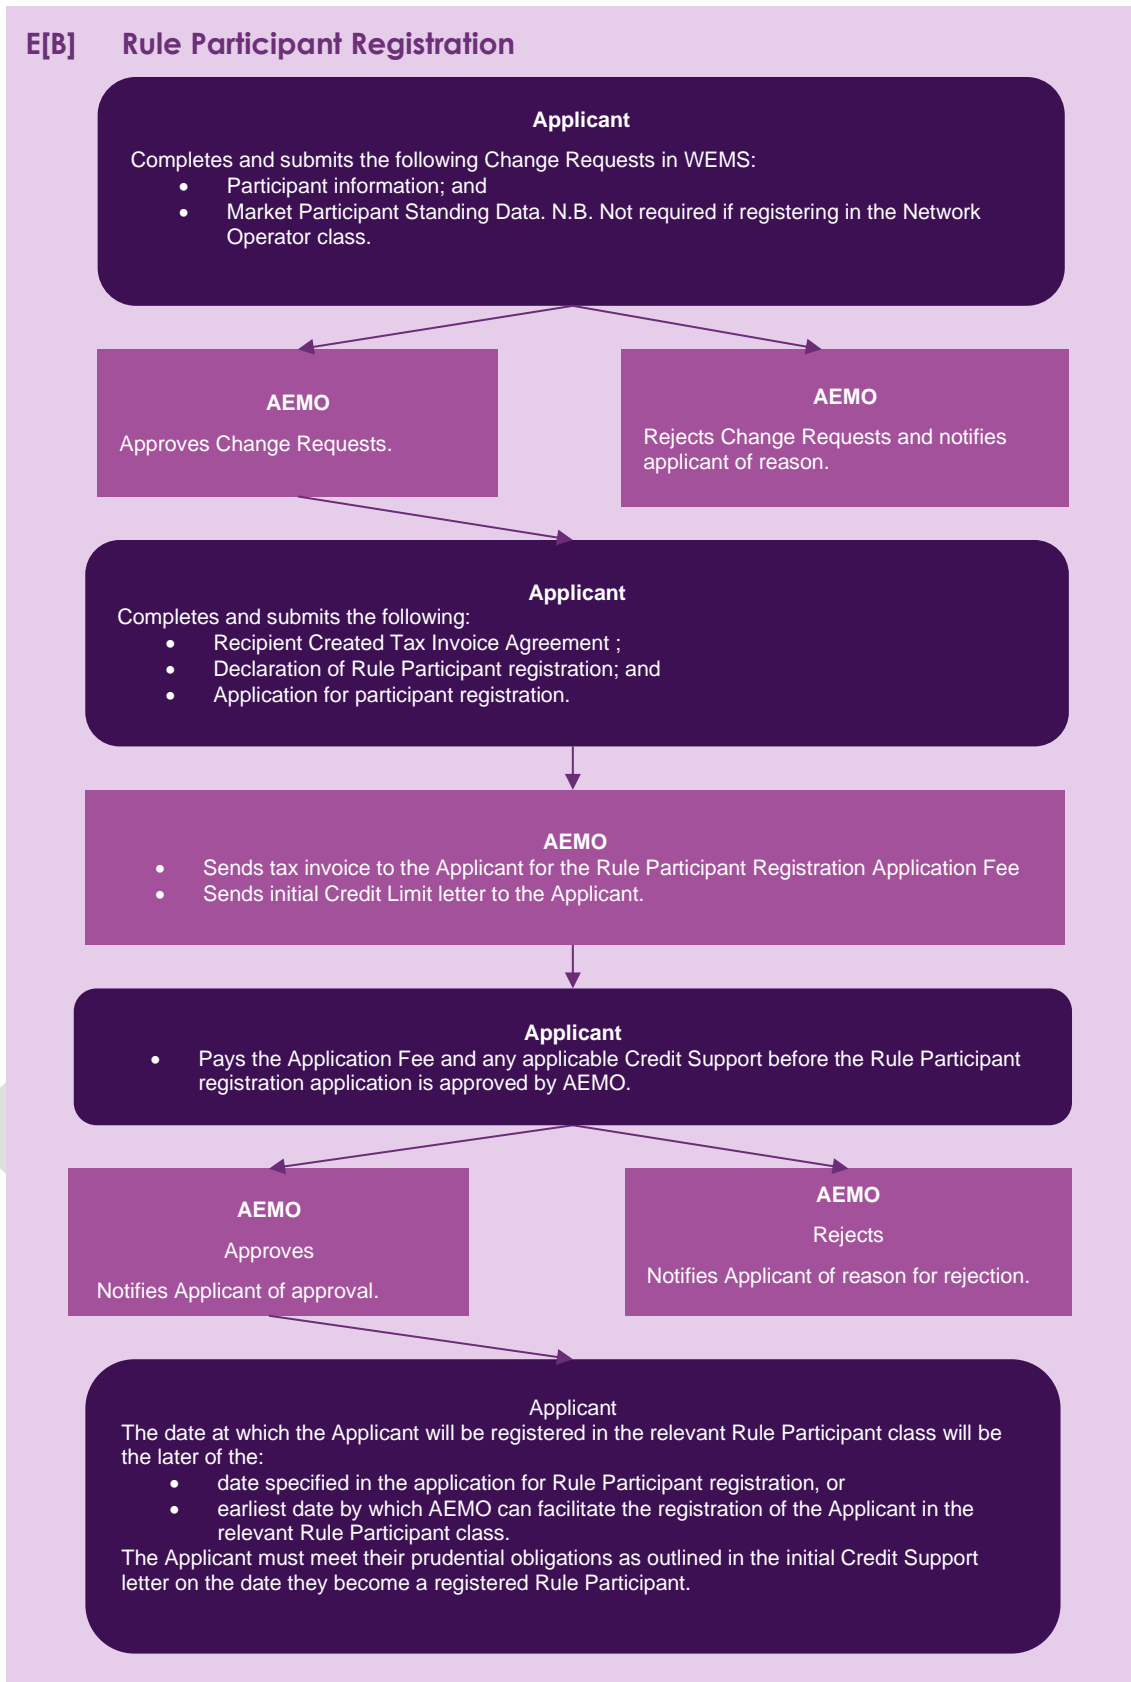 E[B] Rule Participant Registration
Applicant
Completes and submits the following Change Requests in WEMS:
• Participant information; and
• Market Participant Standing Data. N.B. Not required if registering in the Network
Operator class.
AEMO
Approves Change Requests.
AEMO
Rejects Change Requests and notifies
applicant of reason.
Applicant
Completes and submits the following:
• Recipient Created Tax Invoice Agreement ;
• Declaration of Rule Participant registration; and
• Application for participant registration.
AEMO
• Sends tax invoice to the Applicant for the Rule Participant Registration Application Fee
• Sends initial Credit Limit letter to the Applicant.
Applicant
• Pays the Application Fee and any applicable Credit Support before the Rule Participant
registration application is approved by AEMO.
AEMO
Approves
Notifies Applicant of approval.
AEMO
Rejects
Notifies Applicant of reason for rejection.
Applicant
The date at which the Applicant will be registered in the relevant Rule Participant class will be
the later of the:
• date specified in the application for Rule Participant registration, or
• earliest date by which AEMO can facilitate the registration of the Applicant in the
relevant Rule Participant class.
The Applicant must meet their prudential obligations as outlined in the initial Credit Support
letter on the date they become a registered Rule Participant.